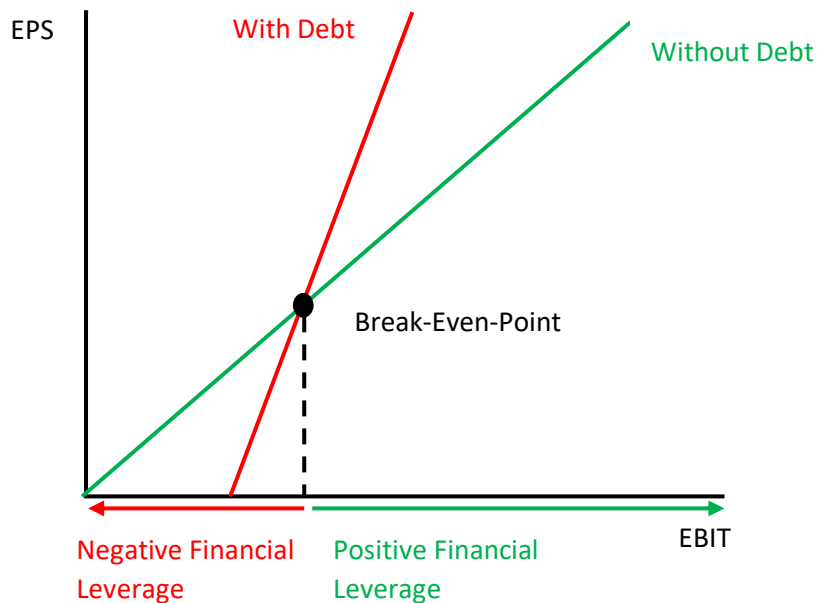 EPS
With Debt
Without Debt
Break-Even-Point
Negative Financial
Leverage
Positive Financial
Leverage
EBIT